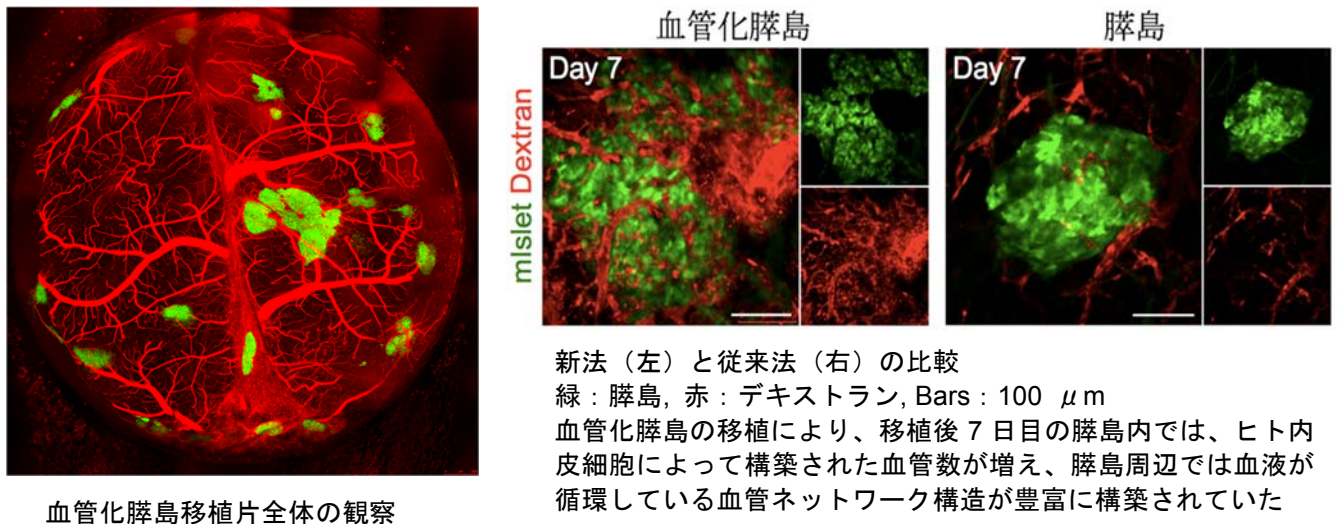 血管化膵島
膵島
Day 7
Day 7
mIslet Dextran
新法（左）と従来法（右）の比較
緑：膵島, 赤：デキストラン, Bars：100 μm
血管化膵島の移植により、移植後 7 日目の膵島内では、ヒト内
皮細胞によって構築された血管数が増え、膵島周辺では血液が
循環している血管ネットワーク構造が豊富に構築されていた
血管化膵島移植片全体の観察